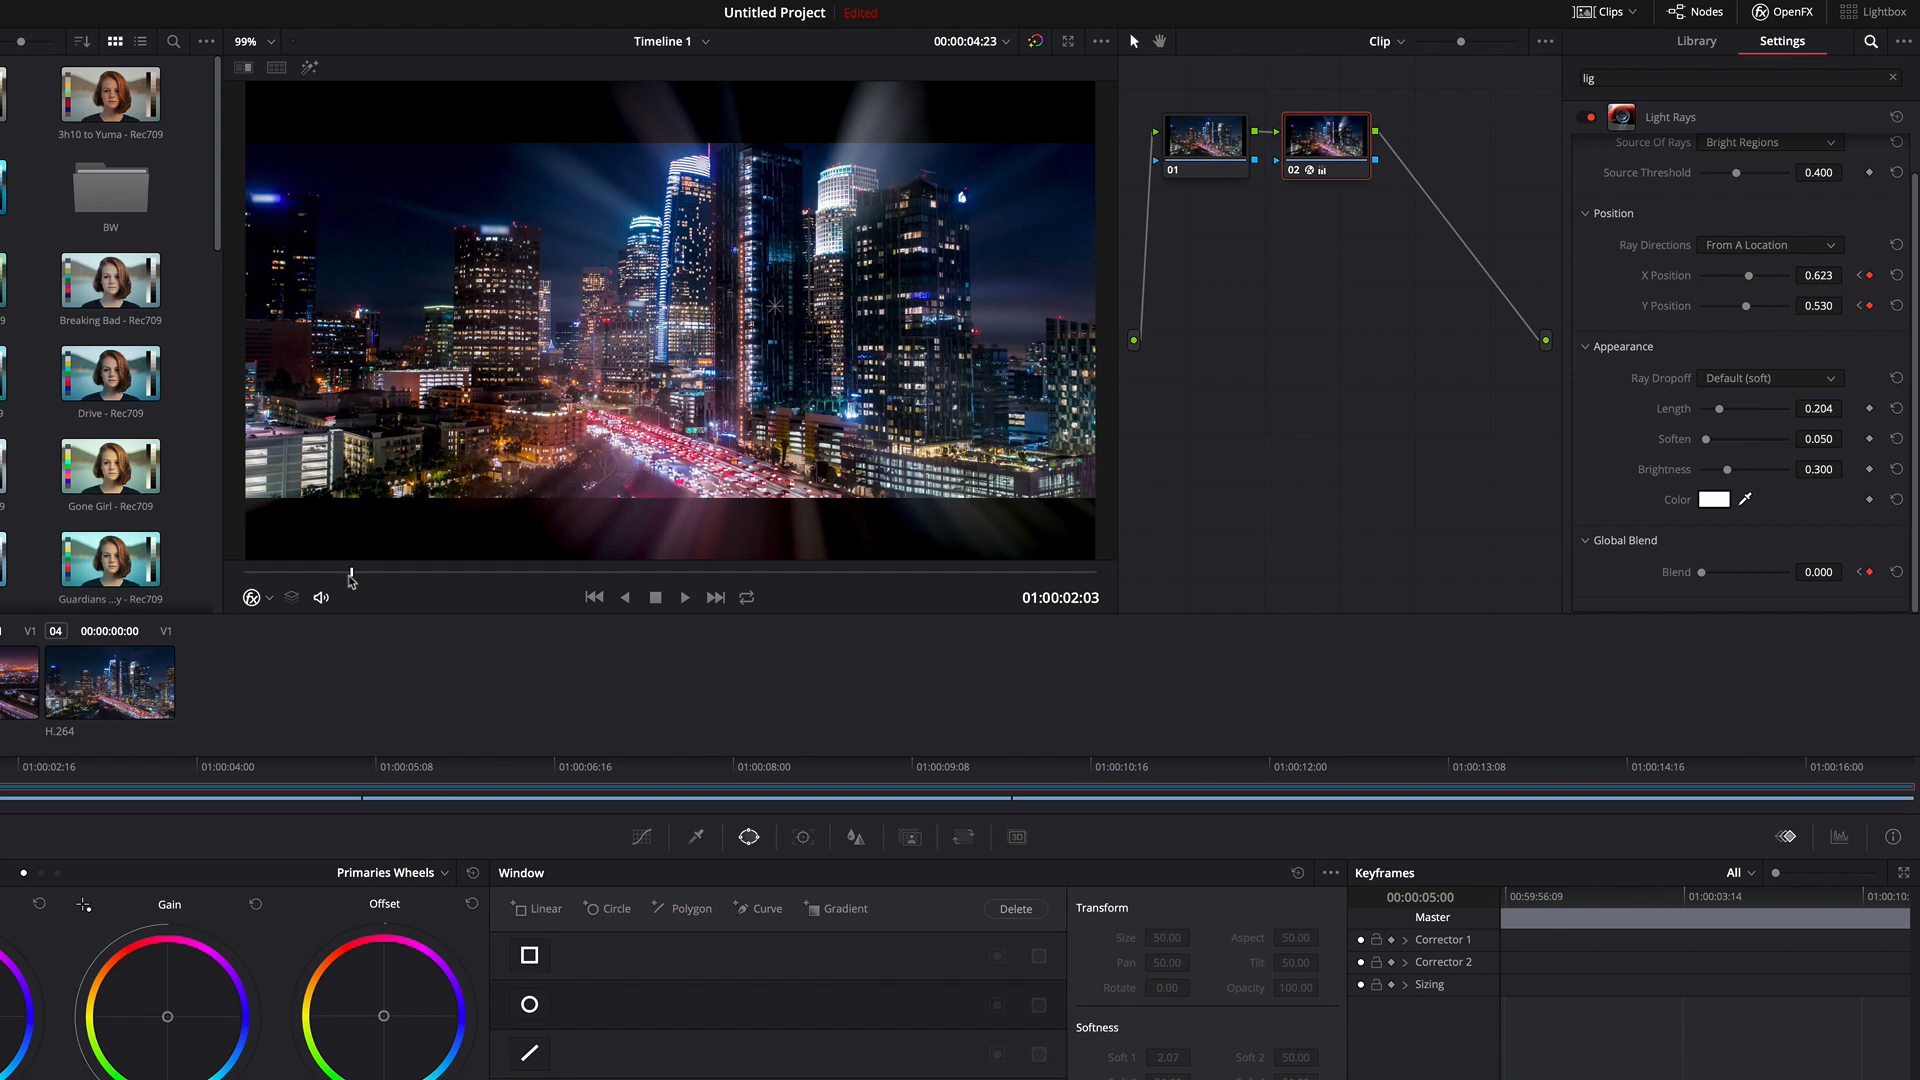 Untitled Project
Edited
Clips
Nodes
OpenFX
Lightbox
99%
Timeline 1
00:00:04:23
Clip
Library
Settings
lig
3h10 to Yuma - Rec709
BW
9
Breaking Bad - Rec709
9
Drive - Rec709
9
Gone Girl - Rec709
Guardians ...y - Rec709
01
02
Light Rays
Source Of Rays
Bright Regions
Source Threshold
0.400
Position
Ray Directions
From A Location
X Position
0.623
Y Position
0.530
Appearance
Ray Dropoff
Default (soft)
Length
0.204
Soften
0.050
Brightness
0.300
Color
Global Blend
Blend
0.000
01:00:02:03
V1
04
00:00:00:00
V1
H.264
01:00:02:16
01:00:04:00
01:00:05:08
01:00:06:16
01:00:08:00
01:00:09:08
01:00:10:16
01:00:12:00
01:00:13:08
01:00:14:16
01:00:16:00
3D
Primaries Wheels
Window
Keyframes
All
Gain
Offset
Linear
Circle
Polygon
Curve
Gradient
Delete
Transform
Size
50.00
Aspect
50.00
Pan
50.00
Tilt
50.00
Rotate
0.00
Opacity
100.00
Softness
Soft 1
2.07
Soft 2
50.00
00:00:05:00
00:59:56:09
00:01:03:14
00:01:10:
Master
Corrector 1
Corrector 2
Sizing